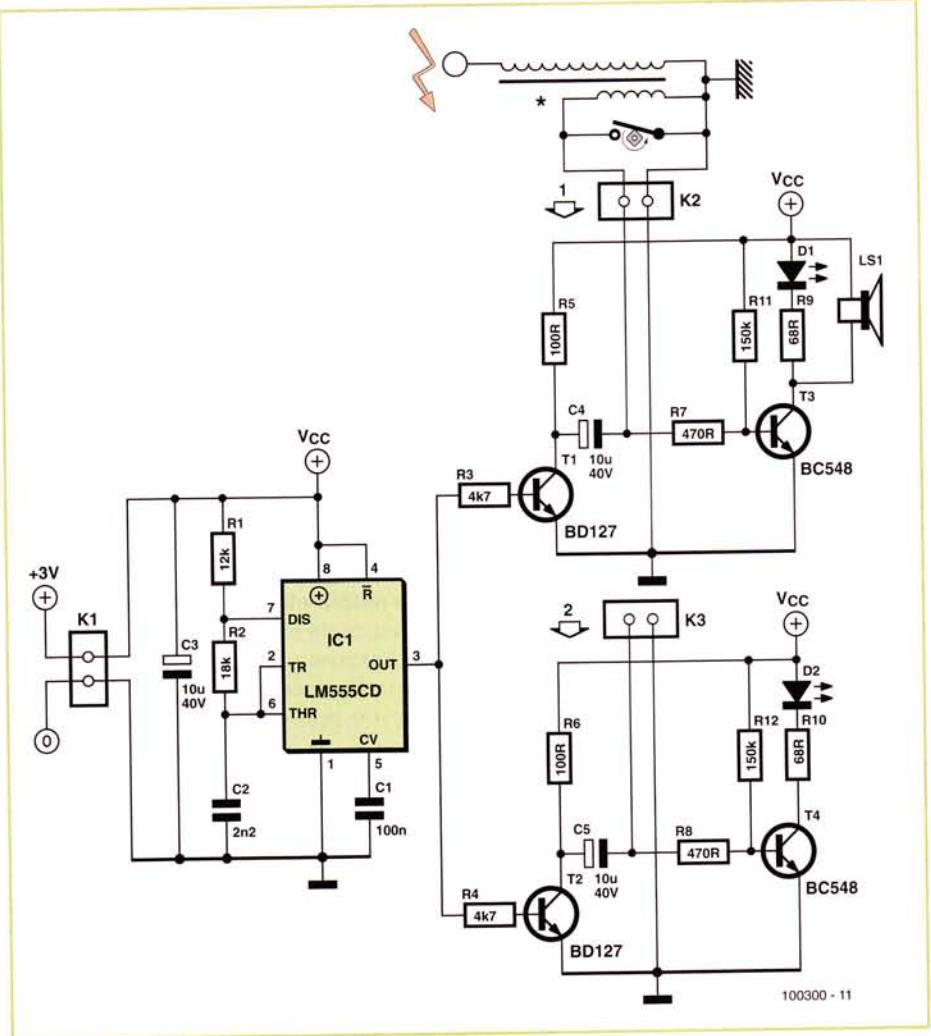 *
1
K2
VCC
D1
LS1
R5
100R
R11
150k
R9
68R
C4
10u
40V
R7
470R
T3
BC548
T1
R3
4k7
BD127
VCC
R1
12k
8
4
R
+3V
K1
7
DIS
IC1
R2
18k
2
TR
OUT
3
LM555CD
6
THR
C3
10u
40V
0
CV
1
5
C2
2n2
C1
100n
2
K3
VCC
D2
R6
100R
R12
150k
R10
68R
C5
10u
40V
R8
470R
T4
BC548
T2
R4
4k7
BD127
100300 - 11